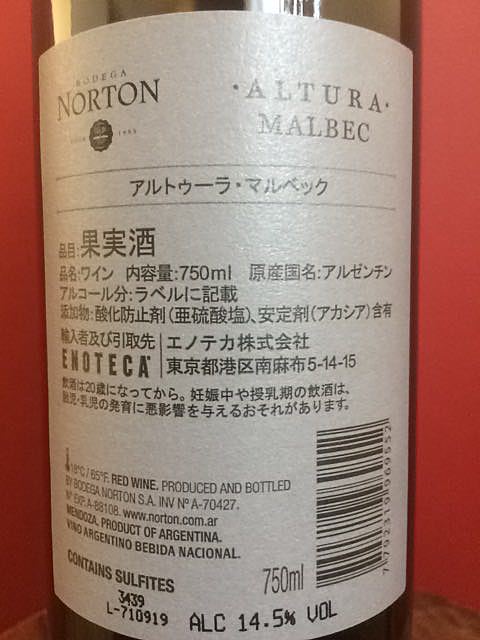 BODEGA
NORTON
SINCE 1895
·ALTURA·
MALBEC
アルトゥーラ・マルベック
品目:果実酒
品名:ワイン 内容量:750ml 原産国名:アルゼンチン
アルコール分:ラベルに記載
添加物:酸化防止剤(亜硫酸塩)、安定剤(アカシア)含有
輸入者及び引取先 エノテカ株式会社
ENOTECA 東京都港区南麻布5-14-15
飲酒は20歳になってから。妊娠中や授乳期の飲酒は、
胎児・乳児の発育に悪影響を与えるおそれがあります。
18°C / 65°F. RED WINE. PRODUCED AND BOTTLED
BY BODEGA NORTON S.A. INV Nº A-70427.
Nº EXP. A-88108. www.norton.com.ar
MENDOZA, PRODUCT OF ARGENTINA.
VINO ARGENTINO BEBIDA NACIONAL.
CONTAINS SULFITES
750ml
7 792319 969552
3439
L-710919 ALC 14.5% VOL